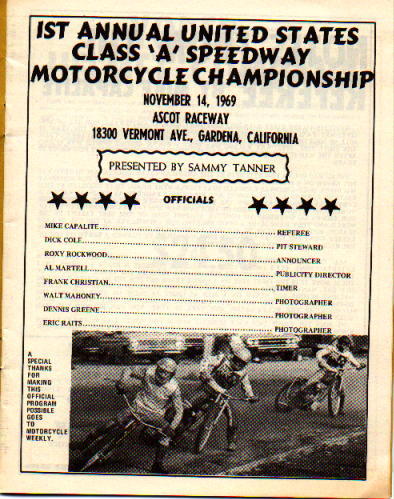 1ST ANNUAL UNITED STATES
CLASS 'A' SPEEDWAY
MOTORCYCLE CHAMPIONSHIP
NOVEMBER 14, 1969
ASCOT RACEWAY
18300 VERMONT AVE., GARDENA, CALIFORNIA
PRESENTED BY SAMMY TANNER
OFFICIALS
MIKE CAPALITE REFEREE
DICK COLE PIT STEWARD
ROXY ROCKWOOD ANNOUNCER
AL MARTELL PUBLICITY DIRECTOR
FRANK CHRISTIAN TIMER
WALT MAHONEY PHOTOGRAPHER
DENNIS GREENE PHOTOGRAPHER
ERIC RAITS PHOTOGRAPHER
A
SPECIAL
THANKS
FOR
MAKING
THIS
OFFICIAL
PROGRAM
POSSIBLE
GOES
TO
MOTORCYCLE
WEEKLY.